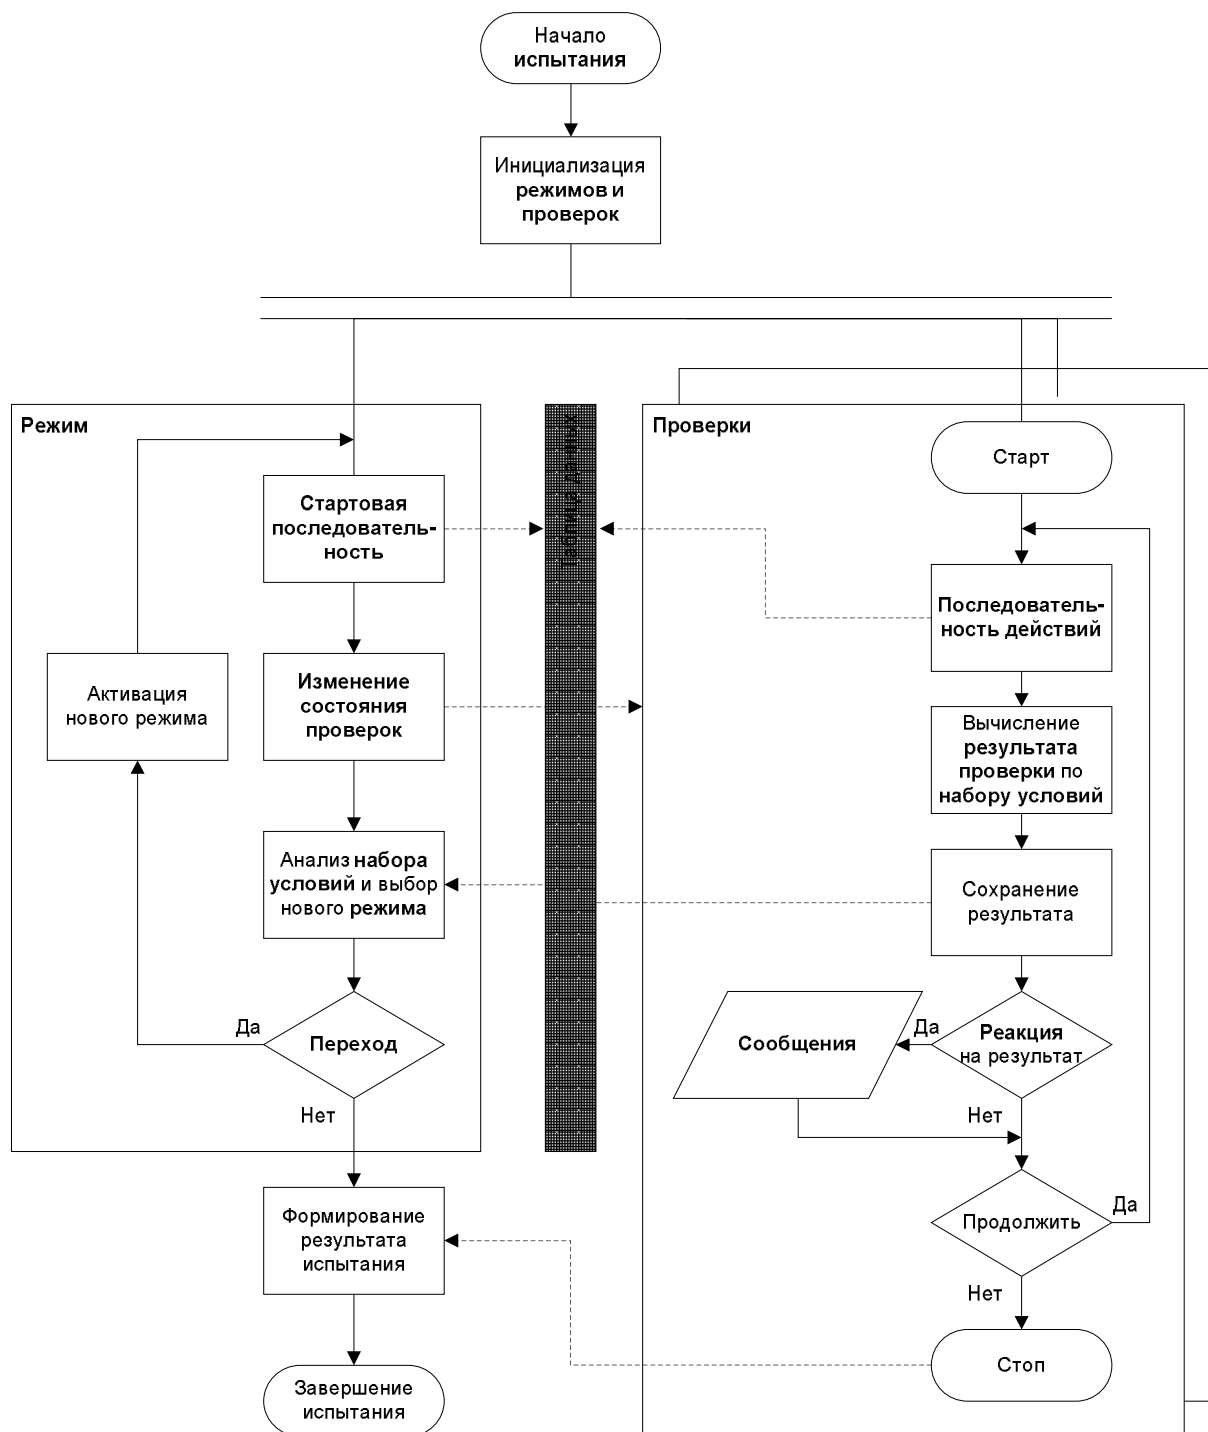 Начало
испытания
Инициализация
режимов и
проверок
Режим
Стартовая
последователь-
ность
Изменение
состояния
проверок
Активация
нового режима
Анализ набора
условий и выбор
нового режима
Да
Переход
Нет
Формирование
результата
испытания
Завершение
испытания
Таблица данных
Проверки
Старт
Последователь-
ность действий
Вычисление
результата
проверки по
набору условий
Сохранение
результата
Сообщения
Да
Реакция
на результат
Нет
Продолжить
Да
Нет
Стоп